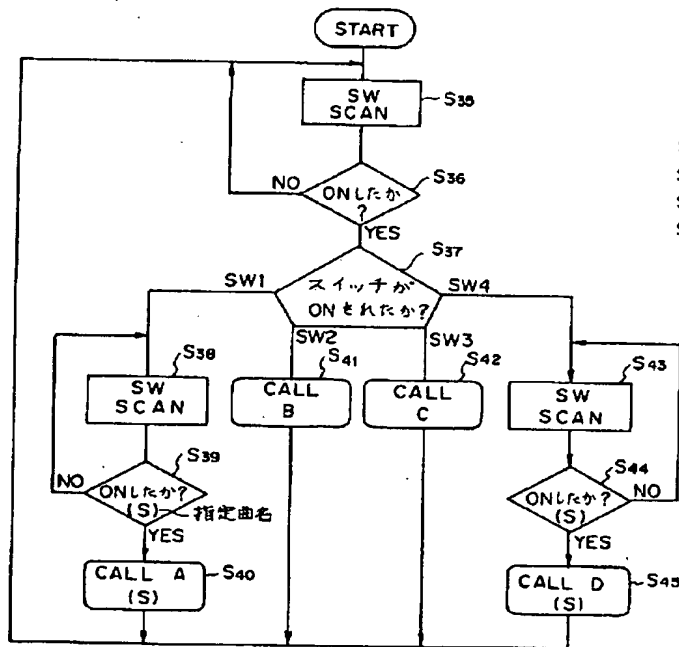 START
SW
SCAN
S35
NO
ONしたか
?
S36
YES
スイッチが
ONされたか?
S37
SW1
SW2
SW3
SW4
SW
SCAN
S38
CALL
B
S41
CALL
C
S42
SW
SCAN
S43
NO
ONしたか?
(S)
S39
指定曲名
YES
ONしたか?
(S)
S44
NO
YES
CALL A
(S)
S40
CALL D
(S)
S45